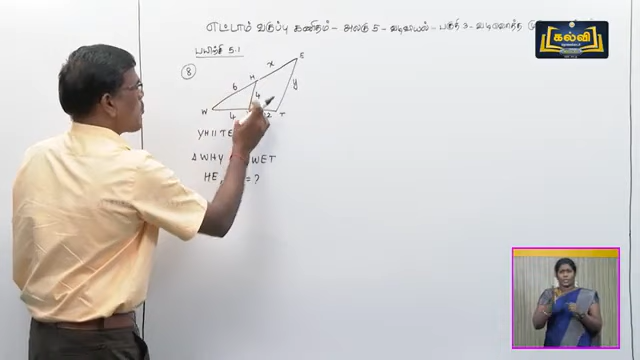 எட்டாம் வகுப்பு கணிதம் - அலகு 5 - வடிவியல் - பகுதி 3 - வடிவொத்த
கல்வி
பயிற்சி 5.1
8
E
x
H
6
y
4
W
4
2
T
YH || TE
Δ WHY WET
HE, = ?